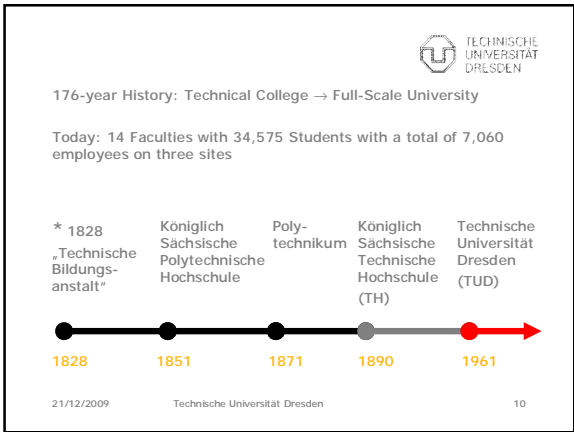 TECHNISCHE
UNIVERSITÄT
DRESDEN
176-year History: Technical College → Full-Scale University
Today: 14 Faculties with 34,575 Students with a total of 7,060
employees on three sites
* 1828
„Technische
Bildungs-
anstalt“
Königlich
Sächsische
Polytechnische
Hochschule
Poly-
technikum
Königlich
Sächsische
Technische
Hochschule
(TH)
Technische
Universität
Dresden
(TUD)
1828 1851 1871 1890 1961
21/12/2009 Technische Universität Dresden 10